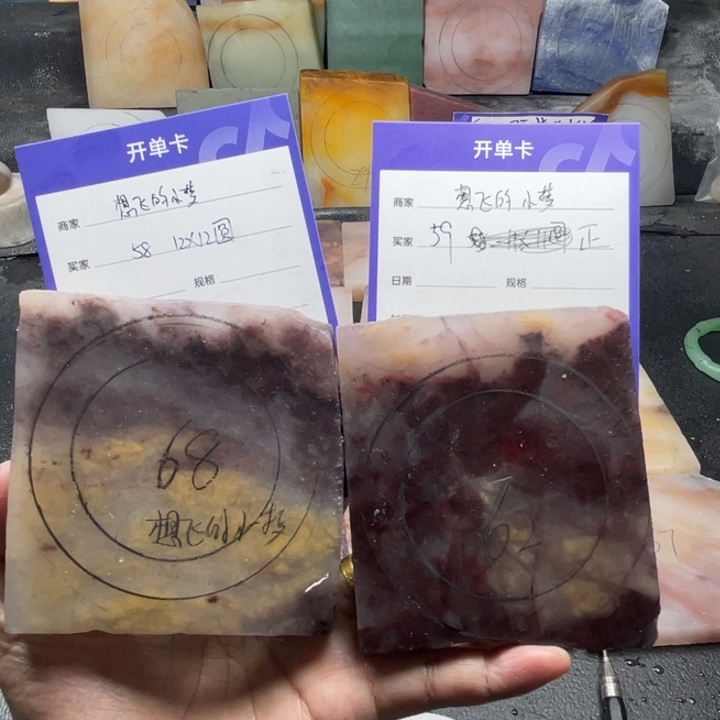 开单卡
商家 想飞的小梦
买家 58 12X12圆
规格
开单卡
商家 想飞的小梦
买家 59 正
日期 规格
68
想飞的小梦
62